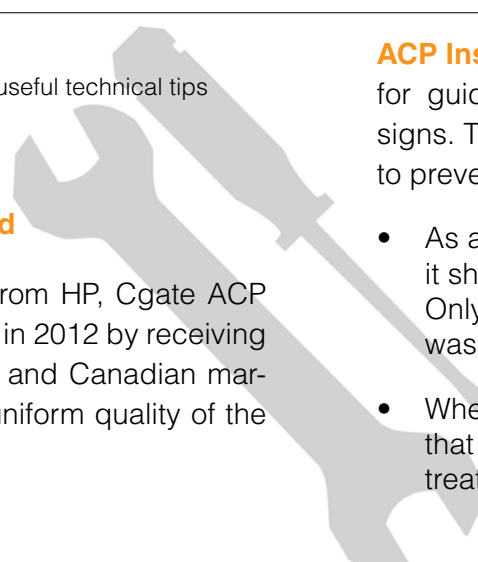 useful technical tips
d
rom HP, Cgate ACP
in 2012 by receiving
and Canadian mar-
uniform quality of the
ACP Ins
for guid
signs. T
to preve
• As a
it sh
Only
was
• Whe
that
treat